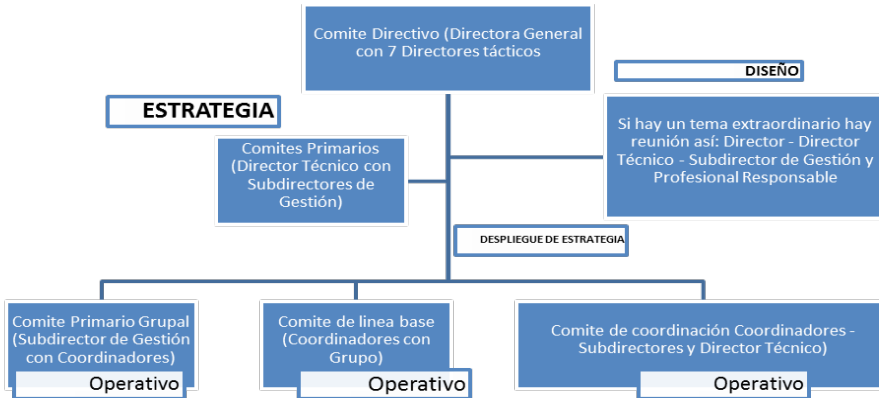 Comite Directivo (Directora General
con 7 Directores tácticos
DISEÑO
ESTRATEGIA
Si hay un tema extraordinario hay
reunión así: Director - Director
Técnico - Subdirector de Gestión y
Profesional Responsable
Comites Primarios
(Director Técnico con
Subdirectores de
Gestión)
DESPLIEGUE DE ESTRATEGIA
Comite Primario Grupal
(Subdirector de Gestión
con Coordinadores)
Operativo
Comite de linea base
(Coordinadores con
Grupo)
Operativo
Comite de coordinación Coordinadores -
Subdirectores y Director Técnico)
Operativo